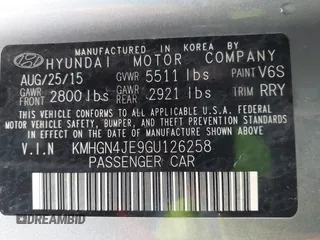 MANUFACTURED IN KOREA BY
HYUNDAI MOTOR COMPANY
AUG/25/15 GVWR 5511 lbs PAINT V6S
GAWR FRONT 2800 lbs GAWR REAR 2921 lbs TRIM RRY
THIS VEHICLE CONFORMS TO ALL APPLICABLE U.S. FEDERAL MOTOR VEHICLE
SAFETY, BUMPER, AND THEFT PREVENTION STANDARDS IN EFFECT ON
THE DATE OF MANUFACTURE SHOWN ABOVE.
V.I.N KMHGN4JE9GU126258
PASSENGER CAR
DREAMBID